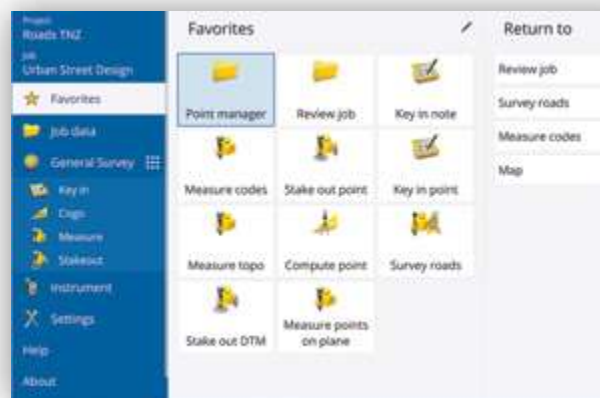 Project
Roads TNZ
Job
Urban Street Design
Favorites
Job data
General Survey
Key in
Cogo
Measure
Stakeout
Instrument
Settings
Help
About
Favorites
Point manager
Review job
Key in note
Measure codes
Stake out point
Key in point
Measure topo
Compute point
Survey roads
Stake out DTM
Measure points
on plane
Return to
Review job
Survey roads
Measure codes
Map